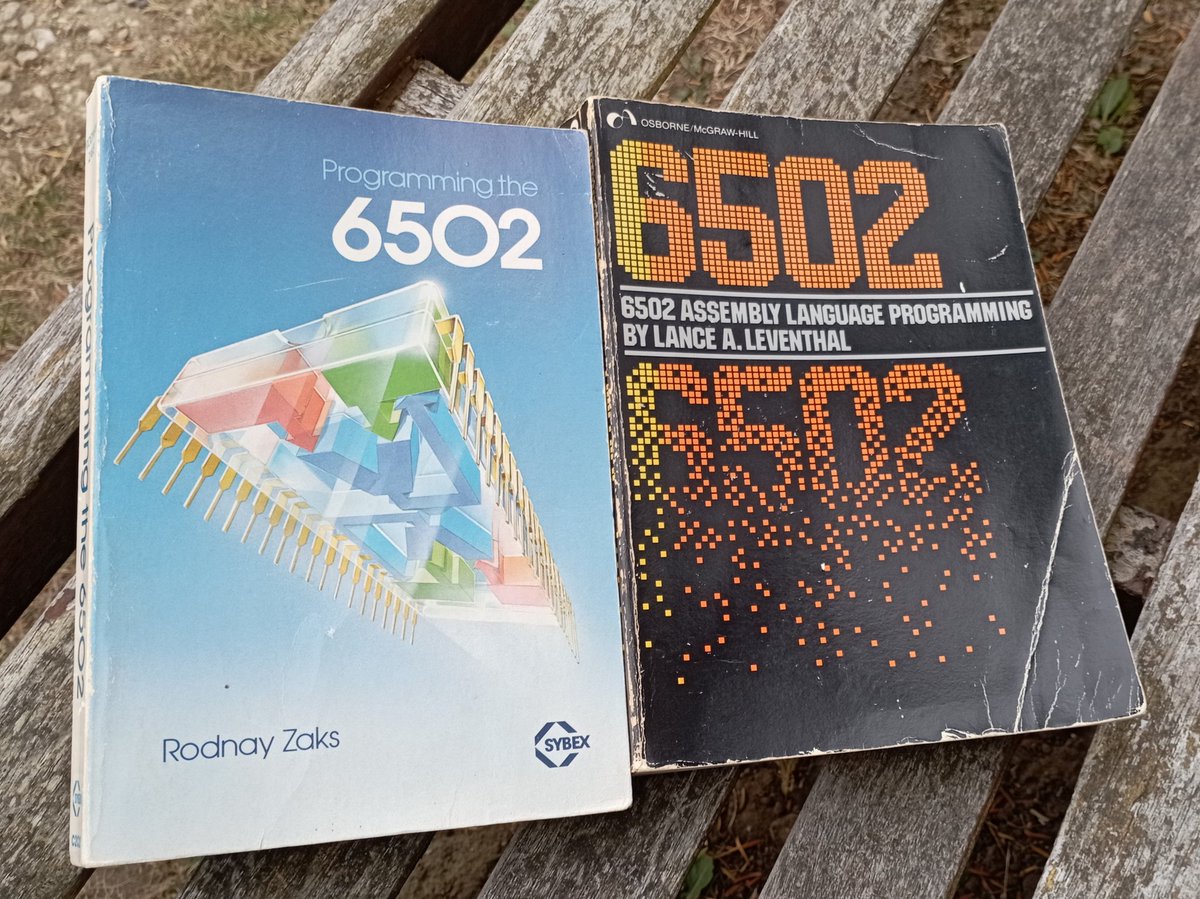 Programming the
6502
Rodnay Zaks
SYBEX
Programming the 6502
OSBORNE/McGRAW-HILL
6502
6502 ASSEMBLY LANGUAGE PROGRAMMING
BY LANCE A. LEVENTHAL
6502